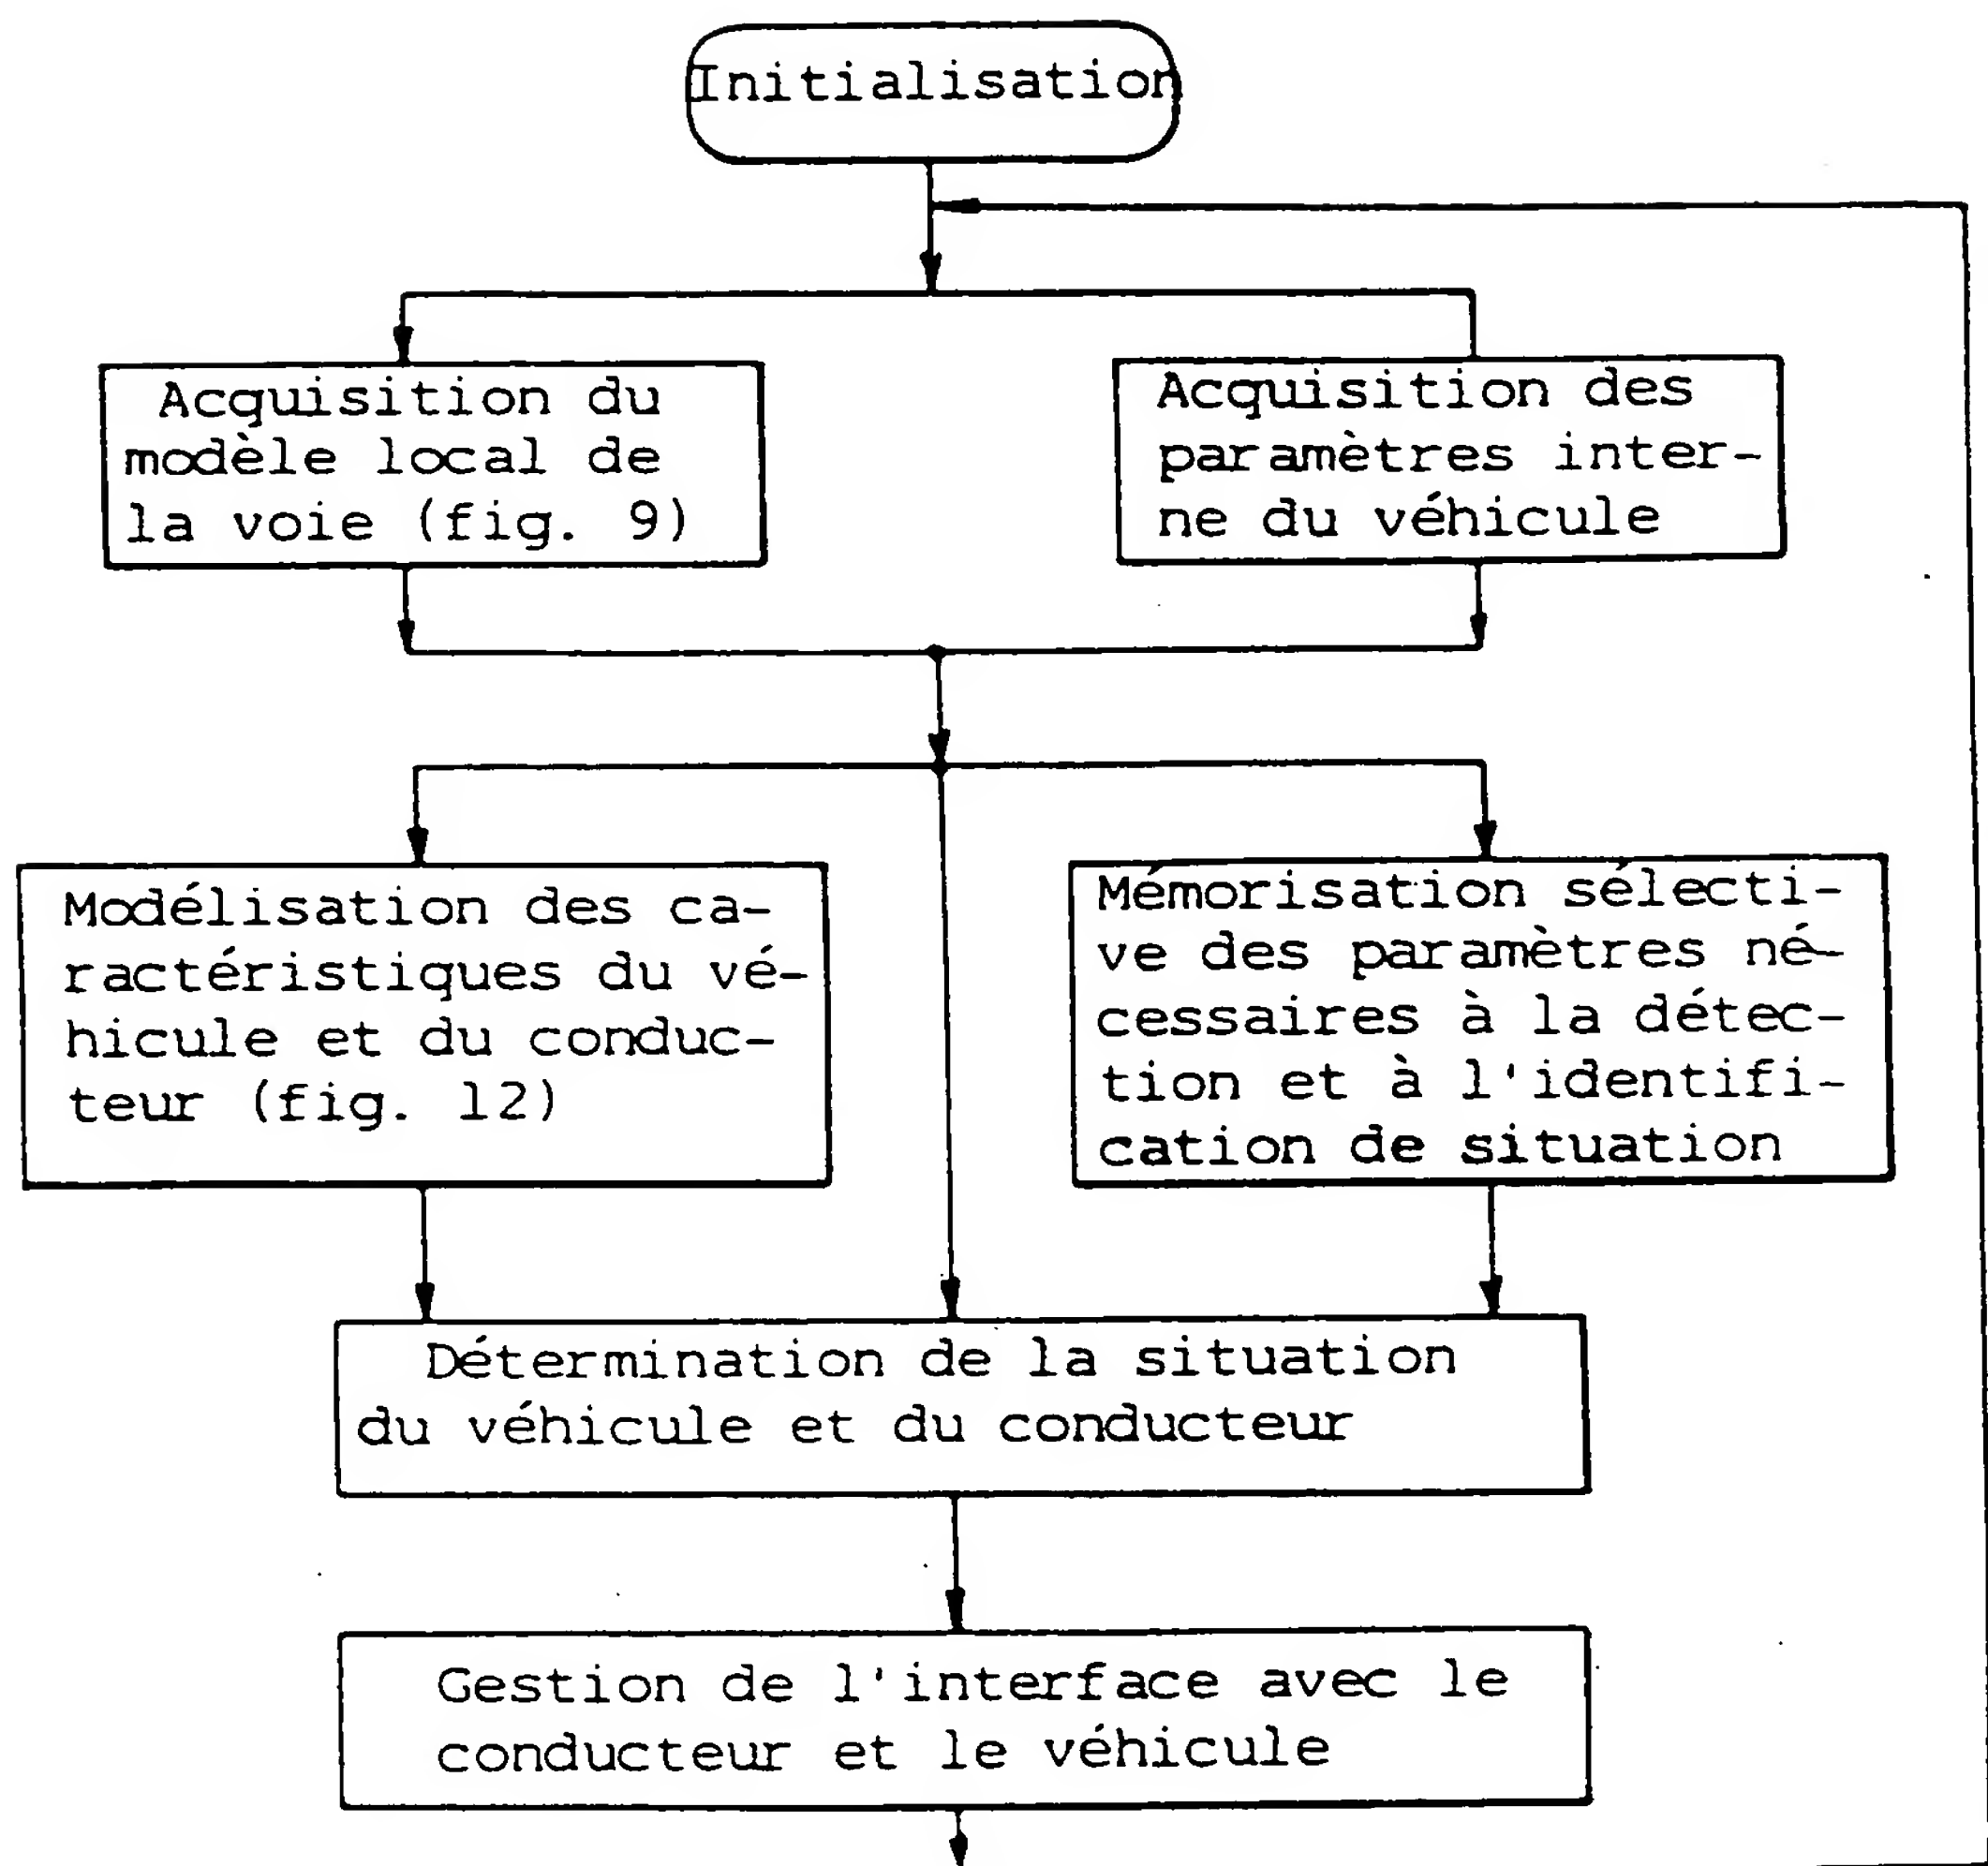 Initialisation
Acquisition du
modèle local de
la voie (fig. 9)
Acquisition des
paramètres inter-
ne du véhicule
Modélisation des ca-
ractéristiques du vé-
hicule et du conduc-
teur (fig. 12)
Mémorisation sélecti-
ve des paramètres né-
cessaires à la détec-
tion et à l'identifi-
cation de situation
Détermination de la situation
du véhicule et du conducteur
Gestion de l'interface avec le
conducteur et le véhicule